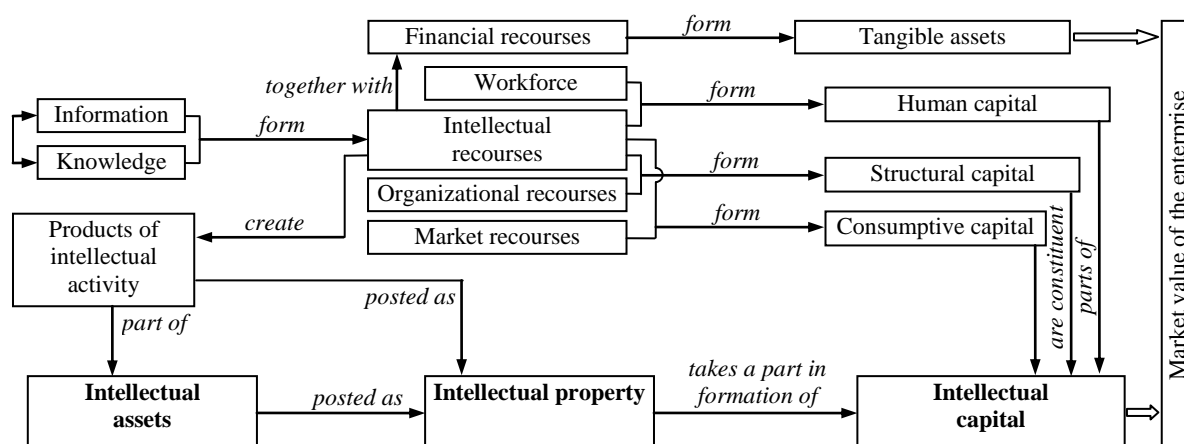 Financial recourses
form
Tangible assets
together with
Workforce
form
Human capital
Information
Knowledge
form
Intellectual
recourses
Organizational recourses
form
Structural capital
Market recourses
form
Consumptive capital
create
Products of
intellectual
activity
posted as
part of
are constituent
parts of
Market value of the enterprise
Intellectual
assets
posted as
Intellectual property
takes a part in
formation of
Intellectual
capital